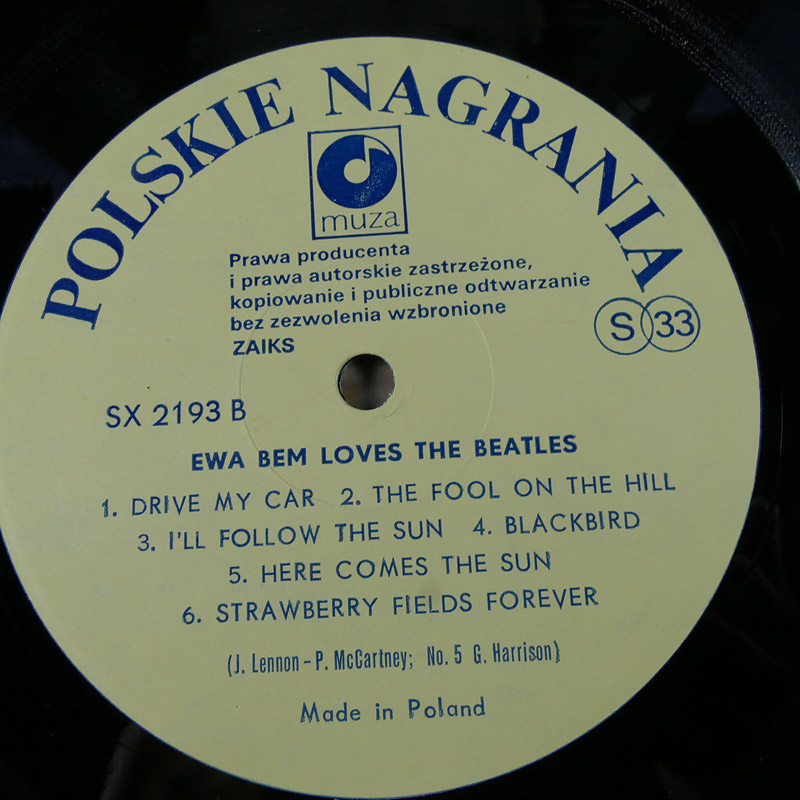 POLSKIE NAGRANIA
muza
Prawa producenta
i prawa autorskie zastrzeżone,
kopiowanie i publiczne odtwarzanie
bez zezwolenia wzbronione
ZAIKS
S 33
SX 2193 B
EWA BEM LOVES THE BEATLES
1. DRIVE MY CAR 2. THE FOOL ON THE HILL
3. I'LL FOLLOW THE SUN 4. BLACKBIRD
5. HERE COMES THE SUN
6. STRAWBERRY FIELDS FOREVER
(J. Lennon – P. McCartney; No. 5 G. Harrison)
Made in Poland